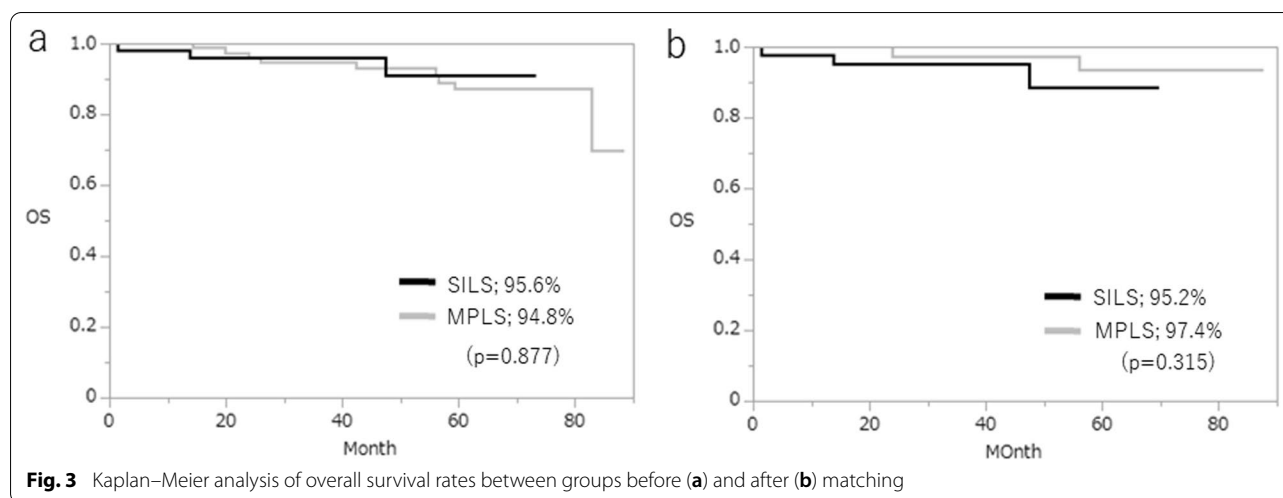 a
1.0
0.8
0.6
OS
0.4
SILS; 95.6%
MPLS; 94.8%
0.2
(p=0.877)
0
0 20 40 60 80
Month
b
1.0
0.8
0.6
OS
0.4
SILS; 95.2%
MPLS; 97.4%
0.2
(p=0.315)
0
0 20 40 60 80
MOnth
Fig. 3 Kaplan–Meier analysis of overall survival rates between groups before (a) and after (b) matching